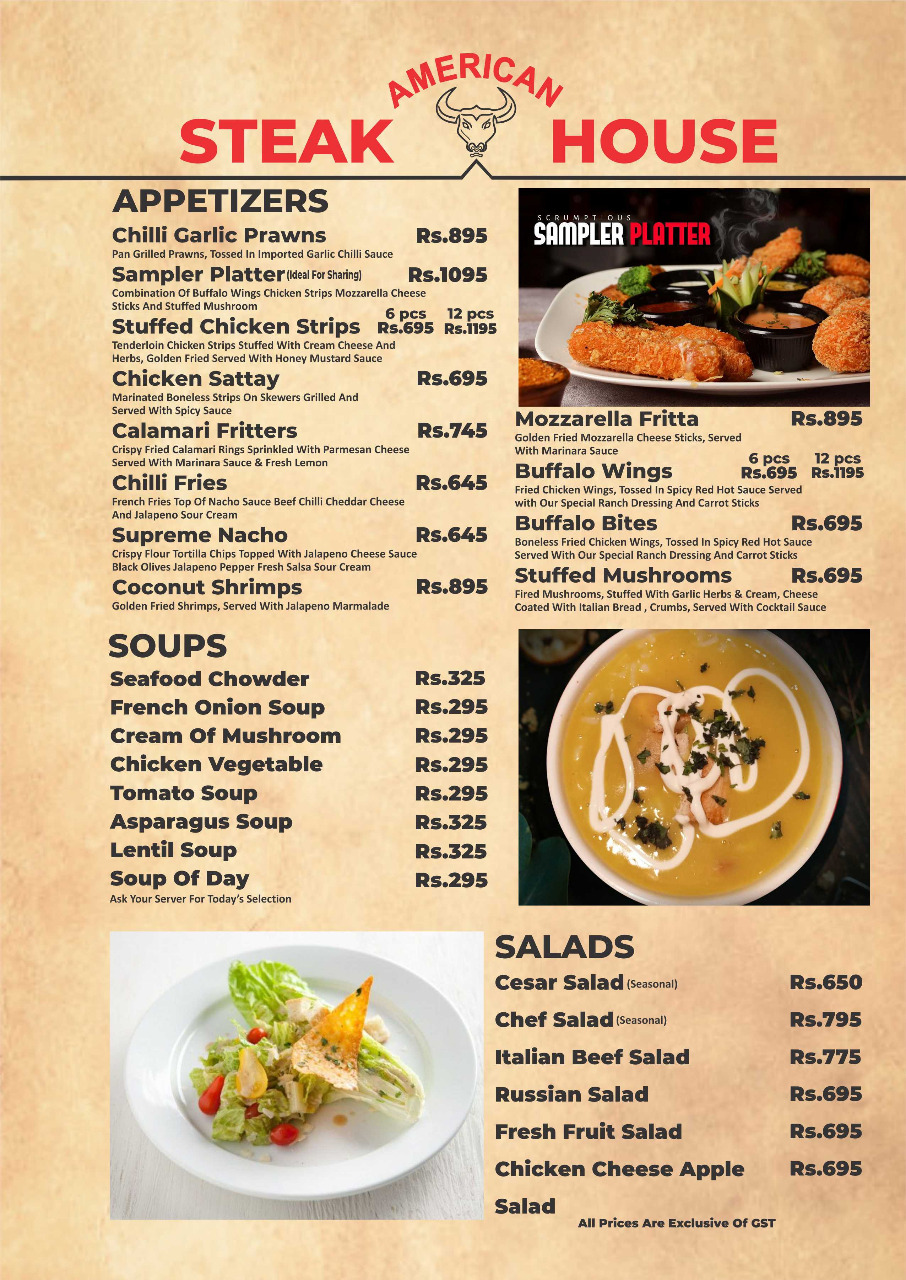 AMERICAN
STEAK HOUSE
APPETIZERS
Chilli Garlic Prawns Rs.895
Pan Grilled Prawns, Tossed In Imported Garlic Chilli Sauce
Sampler Platter (Ideal For Sharing) Rs.1095
Combination Of Buffalo Wings Chicken Strips Mozzarella Cheese
Sticks And Stuffed Mushroom
6 pcs 12 pcs
Stuffed Chicken Strips Rs.695 Rs.1195
Tenderloin Chicken Strips Stuffed With Cream Cheese And
Herbs, Golden Fried Served With Honey Mustard Sauce
Chicken Sattay Rs.695
Marinated Boneless Strips On Skewers Grilled And
Served With Spicy Sauce
Calamari Fritters Rs.745
Crispy Fried Calamari Rings Sprinkled With Parmesan Cheese
Served With Marinara Sauce & Fresh Lemon
Chilli Fries Rs.645
French Fries Top Of Nacho Sauce Beef Chilli Cheddar Cheese
And Jalapeno Sour Cream
Supreme Nacho Rs.645
Crispy Flour Tortilla Chips Topped With Jalapeno Cheese Sauce
Black Olives Jalapeno Pepper Fresh Salsa Sour Cream
Coconut Shrimps Rs.895
Golden Fried Shrimps, Served With Jalapeno Marmalade
SCRUMPTIOUS
SAMPLER PLATTER
Mozzarella Fritta Rs.895
Golden Fried Mozzarella Cheese Sticks, Served
With Marinara Sauce
6 pcs 12 pcs
Buffalo Wings Rs.695 Rs.1195
Fried Chicken Wings, Tossed In Spicy Red Hot Sauce Served
with Our Special Ranch Dressing And Carrot Sticks
Buffalo Bites Rs.695
Boneless Fried Chicken Wings, Tossed In Spicy Red Hot Sauce
Served With Our Special Ranch Dressing And Carrot Sticks
Stuffed Mushrooms Rs.695
Fired Mushrooms, Stuffed With Garlic Herbs & Cream, Cheese
Coated With Italian Bread , Crumbs, Served With Cocktail Sauce
SOUPS
Seafood Chowder Rs.325
French Onion Soup Rs.295
Cream Of Mushroom Rs.295
Chicken Vegetable Rs.295
Tomato Soup Rs.295
Asparagus Soup Rs.325
Lentil Soup Rs.325
Soup Of Day Rs.295
Ask Your Server For Today's Selection
SALADS
Cesar Salad (Seasonal) Rs.650
Chef Salad (Seasonal) Rs.795
Italian Beef Salad Rs.775
Russian Salad Rs.695
Fresh Fruit Salad Rs.695
Chicken Cheese Apple Rs.695
Salad
All Prices Are Exclusive Of GST